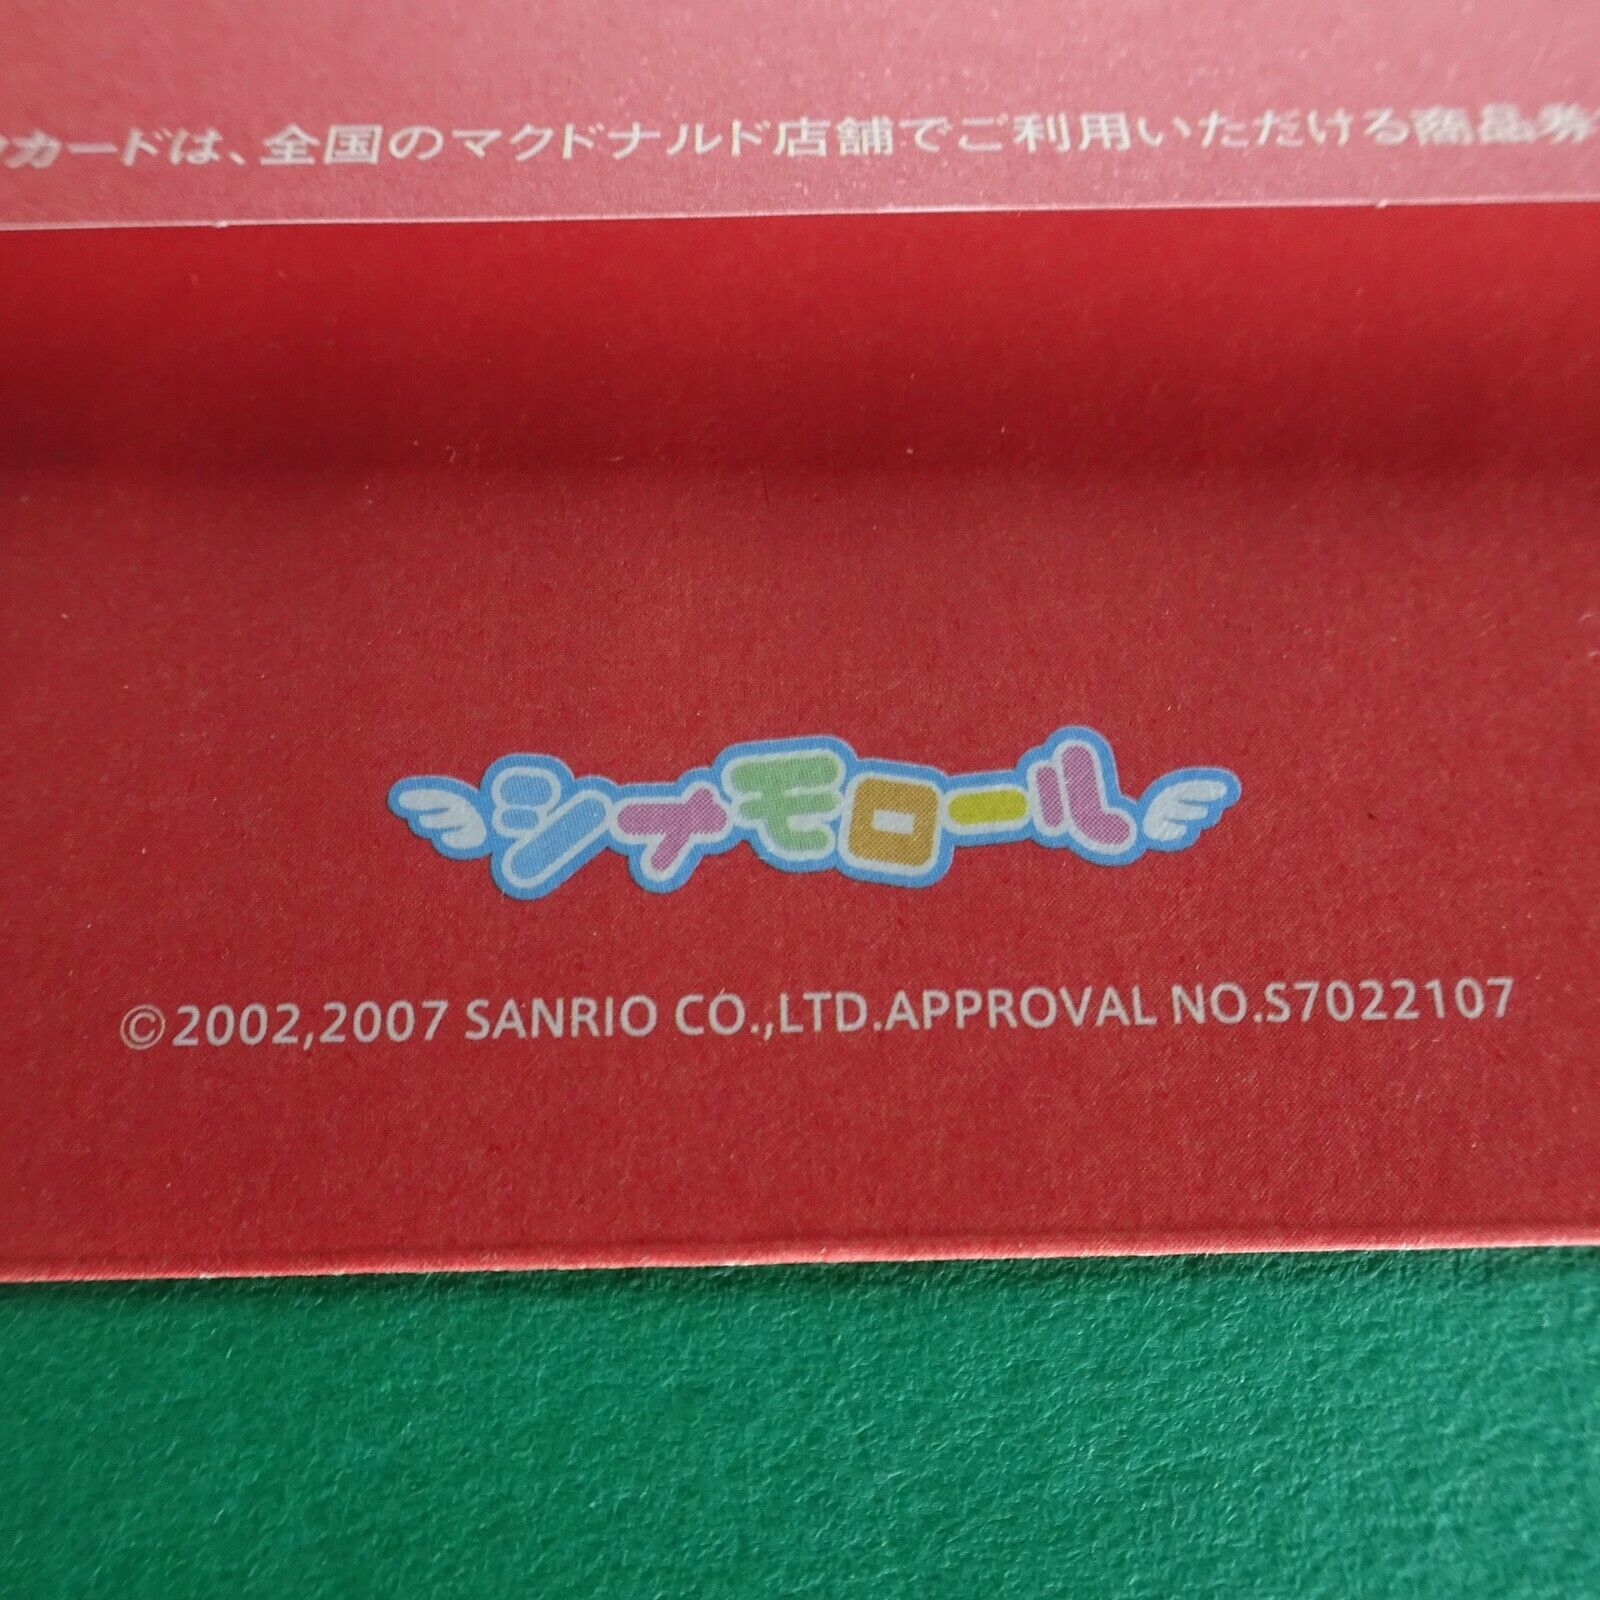 カードは、全国のマクドナルド店舗でご利用いただける商品券
シナモロール
©2002,2007 SANRIO CO.,LTD.APPROVAL NO.S7022107